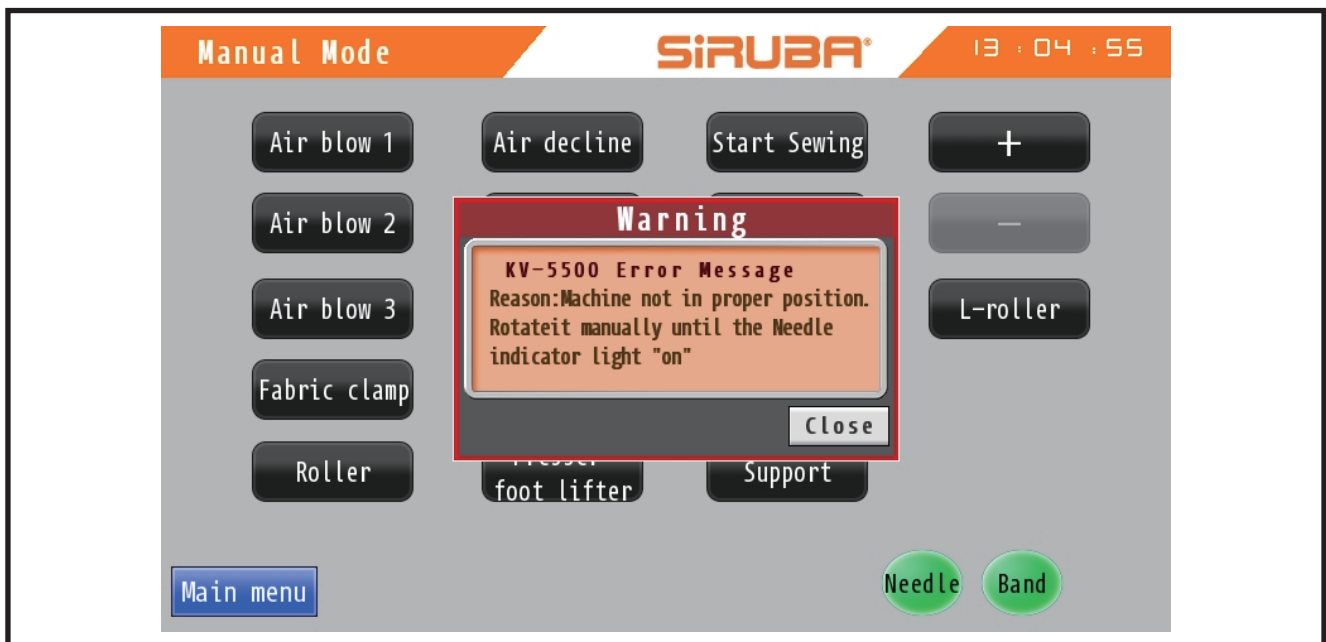 Manual Mode
SiRUBA®
13 : 04 : 55
Air blow 1
Air decline
Start Sewing
+
Air blow 2
−
Warning
KV-5500 Error Message
Reason:Machine not in proper position.
Rotateit manually until the Needle
indicator light "on"
Close
Air blow 3
L-roller
Fabric clamp
Roller
foot lifter
Support
Main menu
Needle
Band